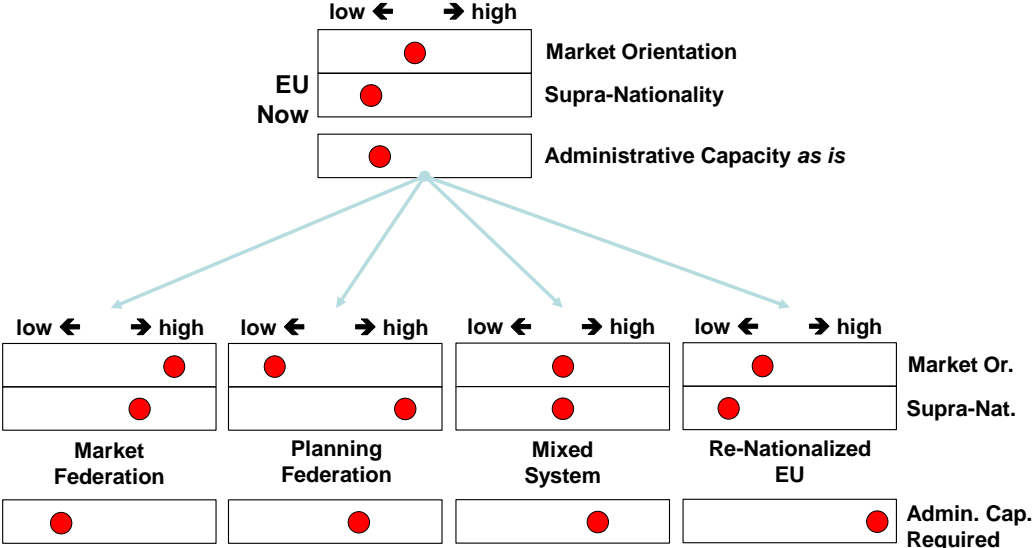 low 🡸 🡺 high
Market Orientation
EU
Now
Supra-Nationality
Administrative Capacity as is
low 🡸 🡺 high low 🡸 🡺 high low 🡸 🡺 high low 🡸 🡺 high
Market Or.
Supra-Nat.
Market
Federation
Planning
Federation
Mixed
System
Re-Nationalized
EU
Admin. Cap.
Required